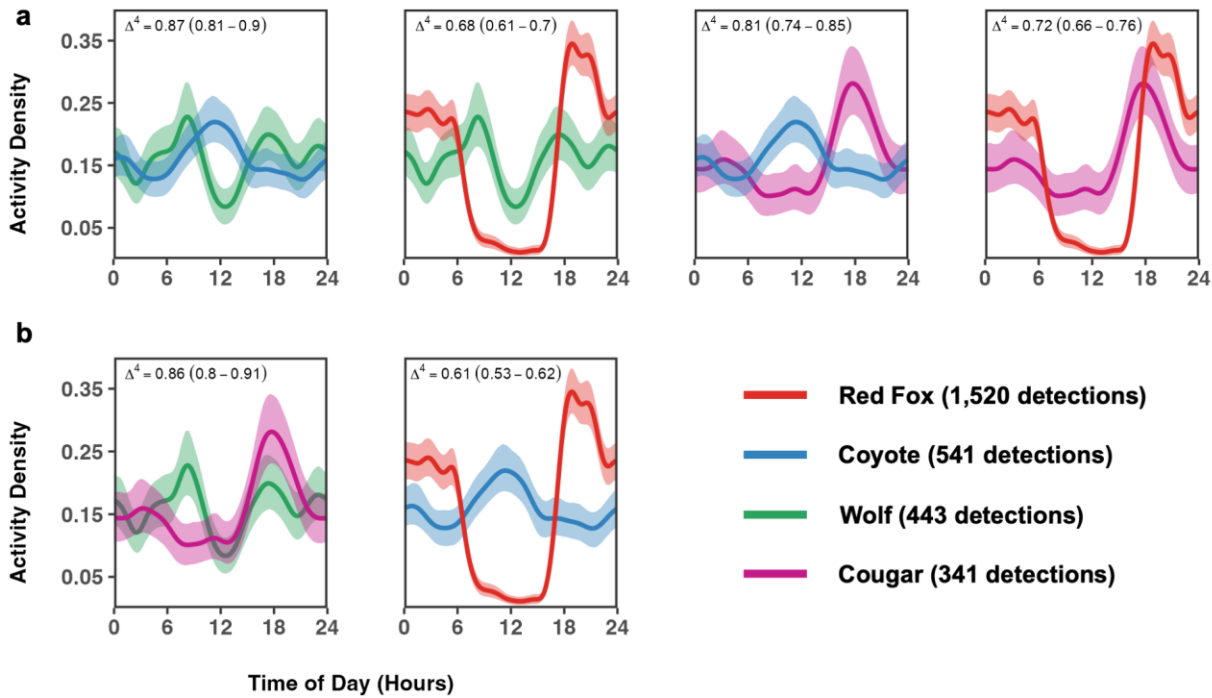 a
Δ⁴ = 0.87 (0.81 – 0.9)
Δ⁴ = 0.68 (0.61 – 0.7)
Δ⁴ = 0.81 (0.74 – 0.85)
Δ⁴ = 0.72 (0.66 – 0.76)
Activity Density
0.35
0.25
0.15
0.05
0 6 12 18 24
0 6 12 18 24
0 6 12 18 24
0 6 12 18 24
b
Δ⁴ = 0.86 (0.8 – 0.91)
Δ⁴ = 0.61 (0.53 – 0.62)
Activity Density
0.35
0.25
0.15
0.05
0 6 12 18 24
0 6 12 18 24
Time of Day (Hours)
Red Fox (1,520 detections)
Coyote (541 detections)
Wolf (443 detections)
Cougar (341 detections)